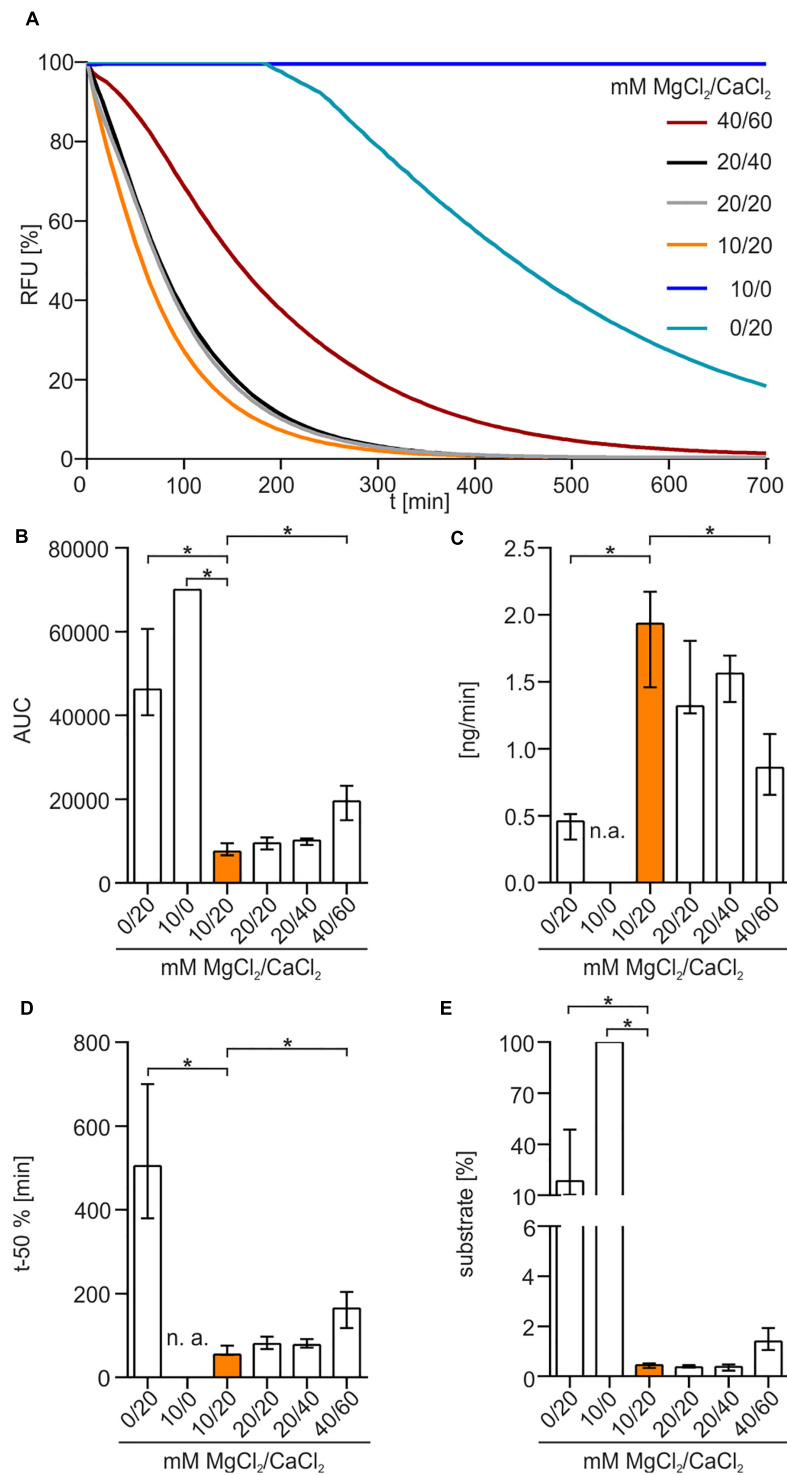 A
RFU [%]
100
80
60
40
20
0
0 100 200 300 400 500 600 700
t [min]
mM MgCl₂/CaCl₂
40/60
20/40
20/20
10/20
10/0
0/20
B
AUC
80000
60000
40000
20000
0
* * *
0/20 10/0 10/20 20/20 20/40 40/60
mM MgCl₂/CaCl₂
C
[ng/min]
2.5
2.0
1.5
1.0
0.5
0.0
* *
n.a.
0/20 10/0 10/20 20/20 20/40 40/60
mM MgCl₂/CaCl₂
D
t-50 % [min]
800
600
400
200
0
* *
n. a.
0/20 10/0 10/20 20/20 20/40 40/60
mM MgCl₂/CaCl₂
E
substrate [%]
100
70
40
10
6
4
2
0
* *
0/20 10/0 10/20 20/20 20/40 40/60
mM MgCl₂/CaCl₂